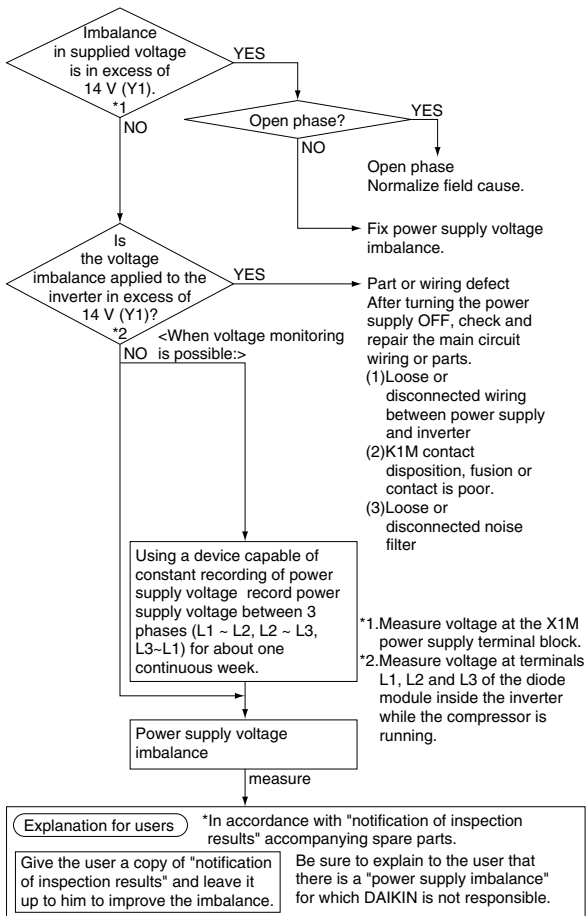 Imbalance
in supplied voltage
is in excess of
14 V (Y1).
*1
YES
NO
Open phase?
YES
NO
Open phase
Normalize field cause.
Fix power supply voltage
imbalance.
Is
the voltage
imbalance applied to the
inverter in excess of
14 V (Y1)?
*2
YES
NO
<When voltage monitoring
is possible:>
Part or wiring defect
After turning the power
supply OFF, check and
repair the main circuit
wiring or parts.
(1)Loose or
disconnected wiring
between power supply
and inverter
(2)K1M contact
disposition, fusion or
contact is poor.
(3)Loose or
disconnected noise
filter
Using a device capable of
constant recording of power
supply voltage record power
supply voltage between 3
phases (L1 ~ L2, L2 ~ L3,
L3~L1) for about one
continuous week.
*1.Measure voltage at the X1M
power supply terminal block.
*2.Measure voltage at terminals
L1, L2 and L3 of the diode
module inside the inverter
while the compressor is
running.
Power supply voltage
imbalance
measure
Explanation for users
*In accordance with "notification of inspection
results" accompanying spare parts.
Give the user a copy of "notification
of inspection results" and leave it
up to him to improve the imbalance.
Be sure to explain to the user that
there is a "power supply imbalance"
for which DAIKIN is not responsible.